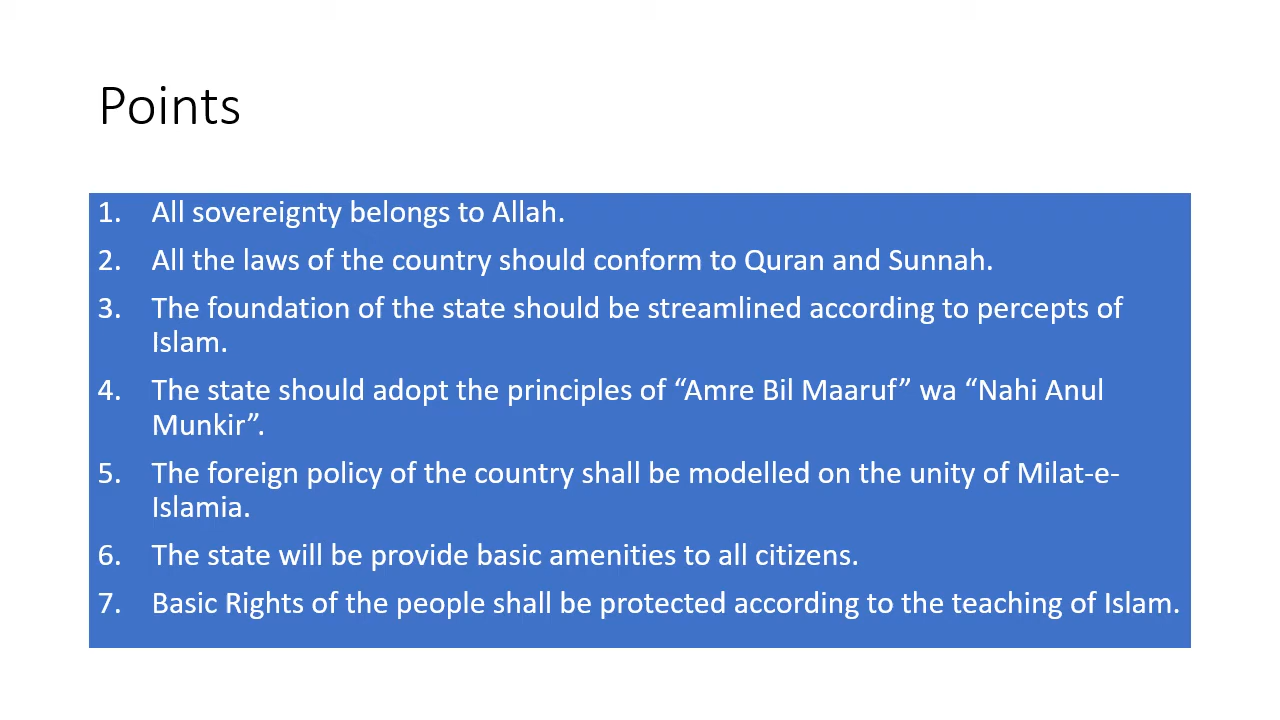 Points
1. All sovereignty belongs to Allah.
2. All the laws of the country should conform to Quran and Sunnah.
3. The foundation of the state should be streamlined according to percepts of
Islam.
4. The state should adopt the principles of “Amre Bil Maaruf” wa “Nahi Anul
Munkir”.
5. The foreign policy of the country shall be modelled on the unity of Milat-e-
Islamia.
6. The state will be provide basic amenities to all citizens.
7. Basic Rights of the people shall be protected according to the teaching of Islam.